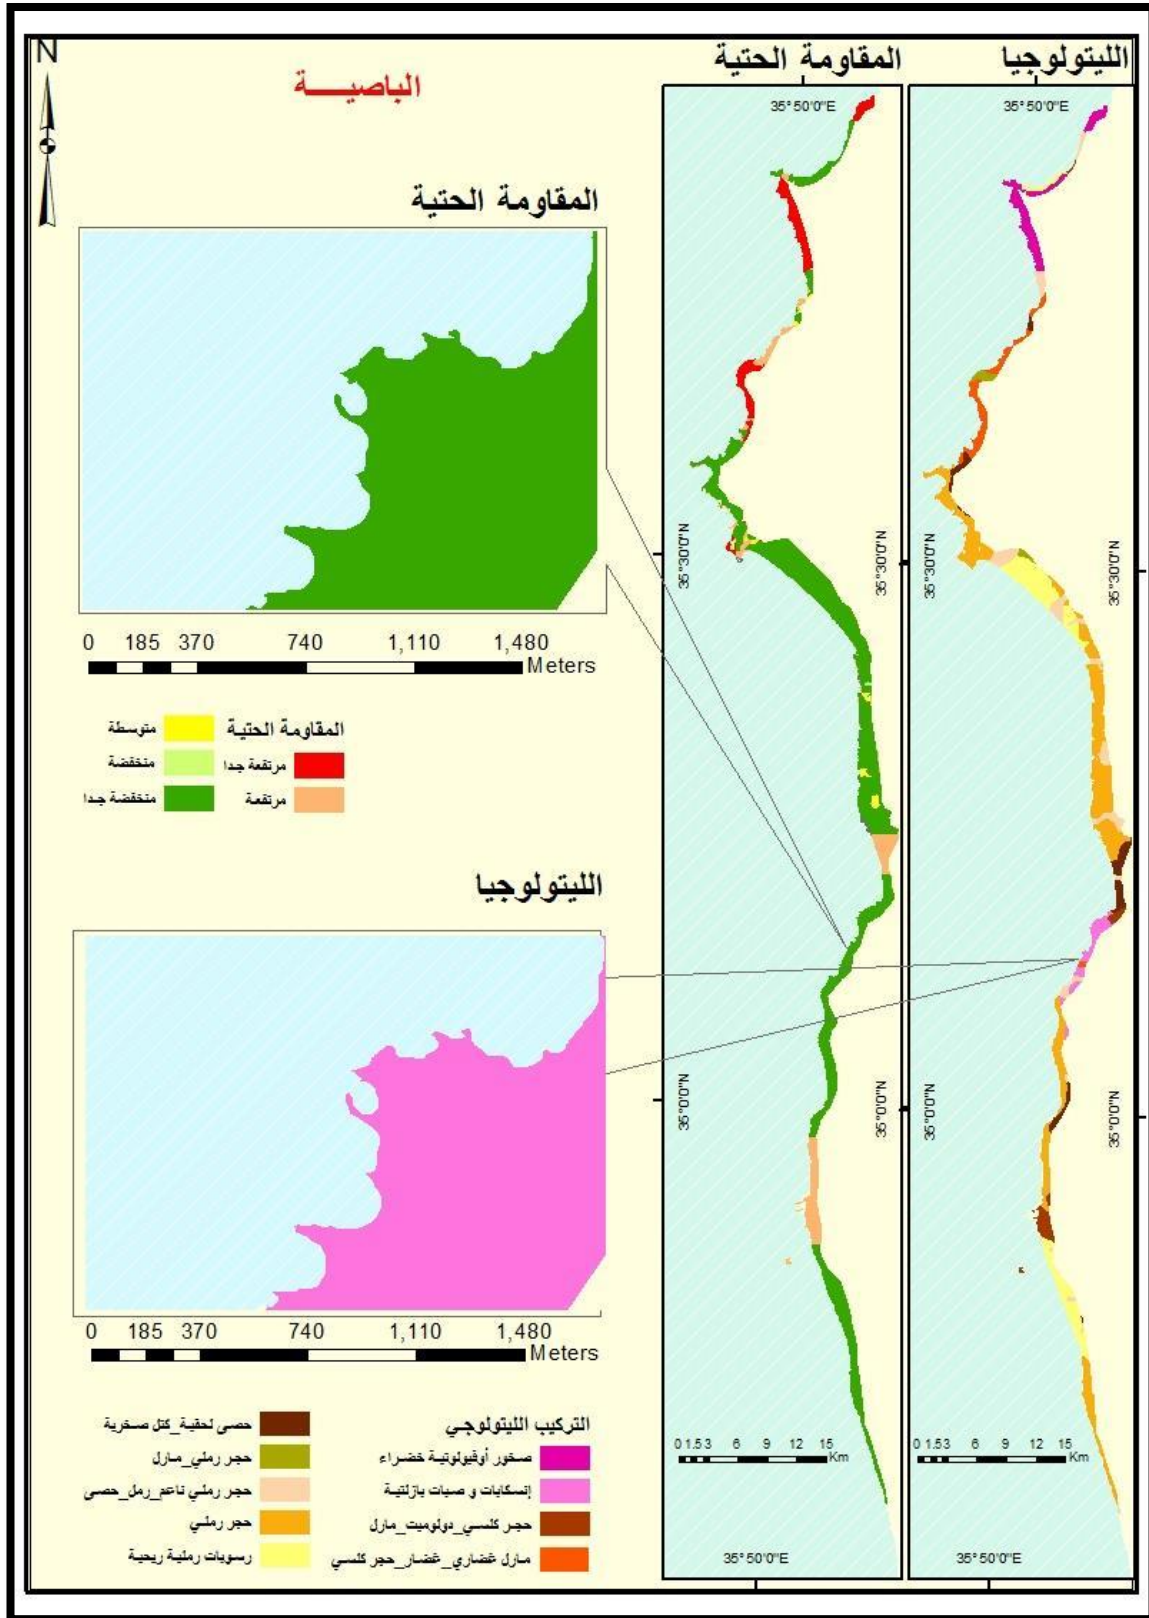 N
الباصيــــة
المقاومة الحتية
0 185 370 740 1,110 1,480
Meters
المقاومة الحتية
مرتفعة جدا
مرتفعة
متوسطة
منخفضة
منخفضة جدا
الليتولوجيا
0 185 370 740 1,110 1,480
Meters
التركيب الليتولوجي
صخور أوفيولوتية خضراء
إنسكابات و صبات بازلتية
حجر كلسي_دولوميت_مارل
مارل غضاري_غضار_حجر كلسي
حصى لحقية_كتل صخرية
حجر رملي_مارل
حجر رملي ناعم_رمل_حصى
حجر رملي
رسوبات رملية ريحية
المقاومة الحتية
35°50'0"E
35°30'0"N
35°30'0"N
35°0'0"N
35°0'0"N
0 1.5 3 6 9 12 15
Km
35°50'0"E
الليتولوجيا
35°50'0"E
35°30'0"N
35°30'0"N
35°0'0"N
35°0'0"N
0 1.5 3 6 9 12 15
Km
35°50'0"E